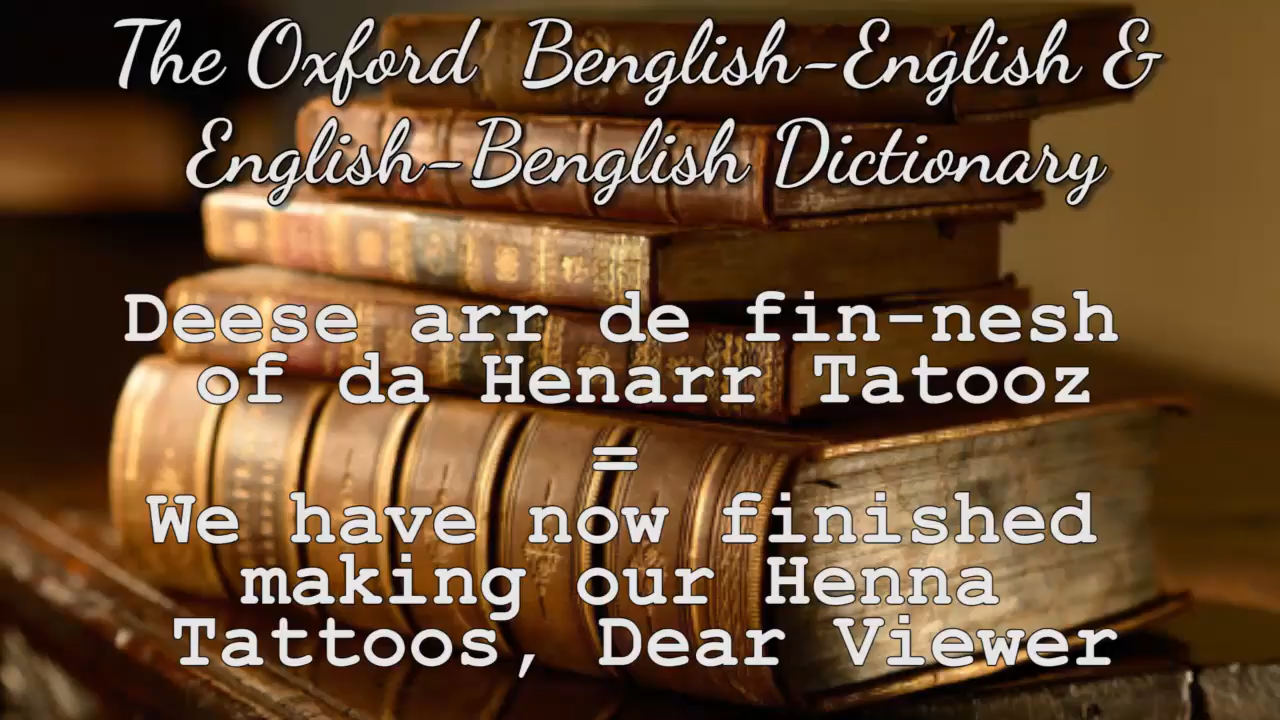 The Oxford Benglish-English &
English-Benglish Dictionary
Deese arr de fin-nesh
of da Henarr Tatooz
=
We have now finished
making our Henna
Tattoos, Dear Viewer